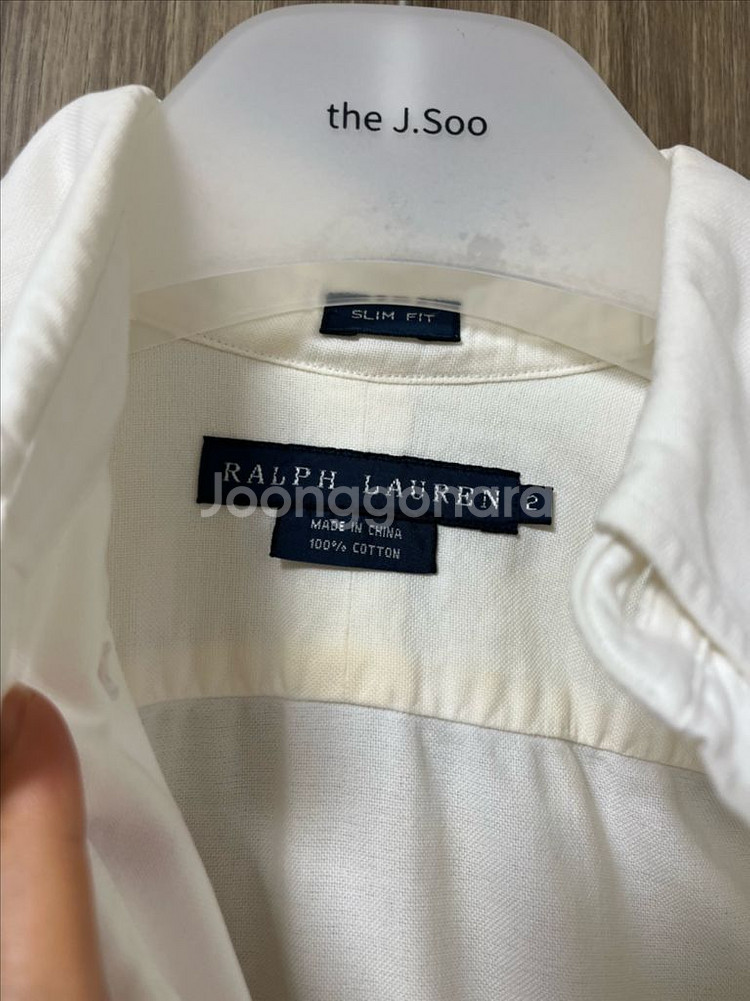 the J.Soo
SLIM FIT
RALPH LAUREN 2
Joonggonara
MADE IN CHINA
100% COTTON